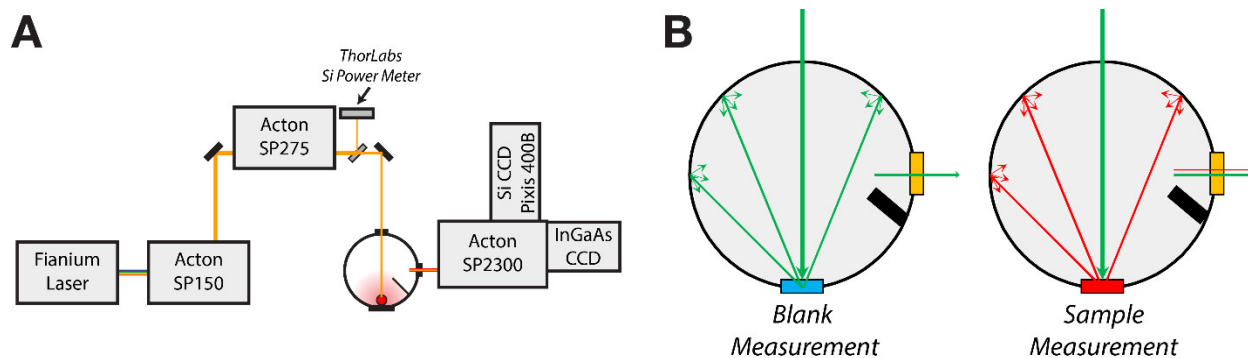 A
ThorLabs
Si Power Meter
Acton
SP275
Si CCD
Pixis 400B
Fianium
Laser
Acton
SP150
Acton
SP2300
InGaAs
CCD
B
Blank
Measurement
Sample
Measurement